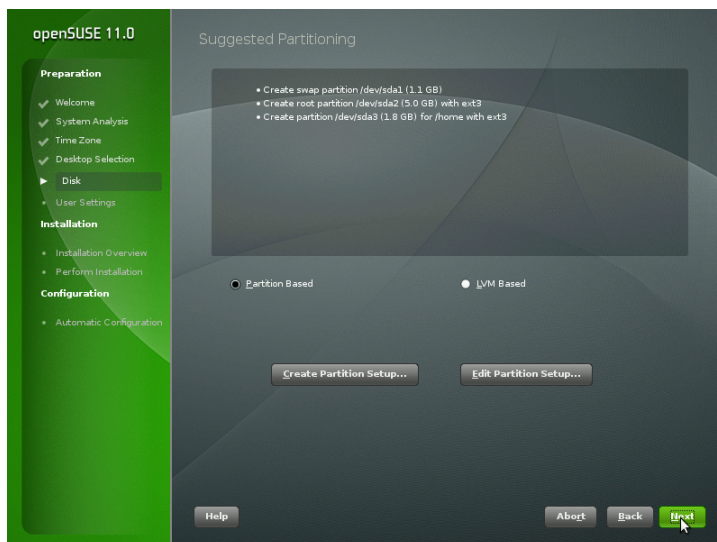 openSUSE 11.0
Preparation
Welcome
System Analysis
Time Zone
Desktop Selection
Disk
User Settings
Installation
Installation Overview
Perform Installation
Configuration
Automatic Configuration
Suggested Partitioning
• Create swap partition /dev/sda1 (1.1 GB)
• Create root partition /dev/sda2 (5.0 GB) with ext3
• Create partition /dev/sda3 (1.8 GB) for /home with ext3
Partition Based
LVM Based
Create Partition Setup...
Edit Partition Setup...
Help
Abort
Back
Next